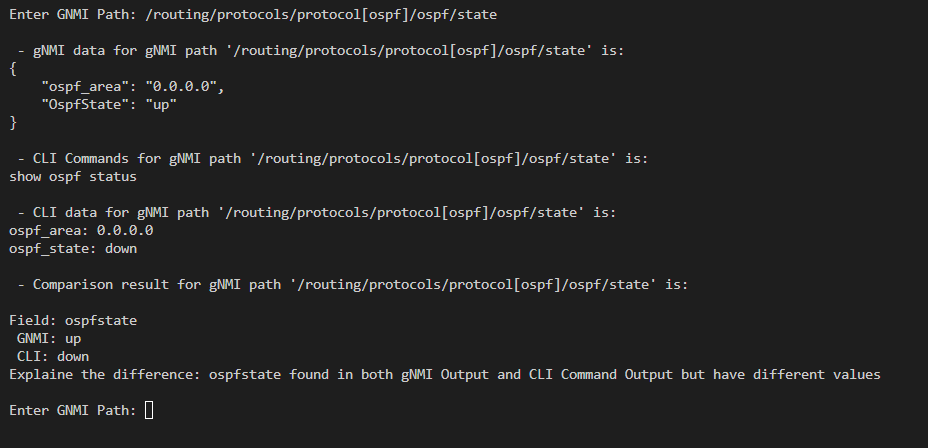 Enter GNMI Path: /routing/protocols/protocol[ospf]/ospf/state
- gNMI data for gNMI path '/routing/protocols/protocol[ospf]/ospf/state' is:
{
"ospf_area": "0.0.0.0",
"OspfState": "up"
}
- CLI Commands for gNMI path '/routing/protocols/protocol[ospf]/ospf/state' is:
show ospf status
- CLI data for gNMI path '/routing/protocols/protocol[ospf]/ospf/state' is:
ospf_area: 0.0.0.0
ospf_state: down
- Comparison result for gNMI path '/routing/protocols/protocol[ospf]/ospf/state' is:
Field: ospfstate
GNMI: up
CLI: down
Explaine the difference: ospfstate found in both gNMI Output and CLI Command Output but have different values
Enter GNMI Path: